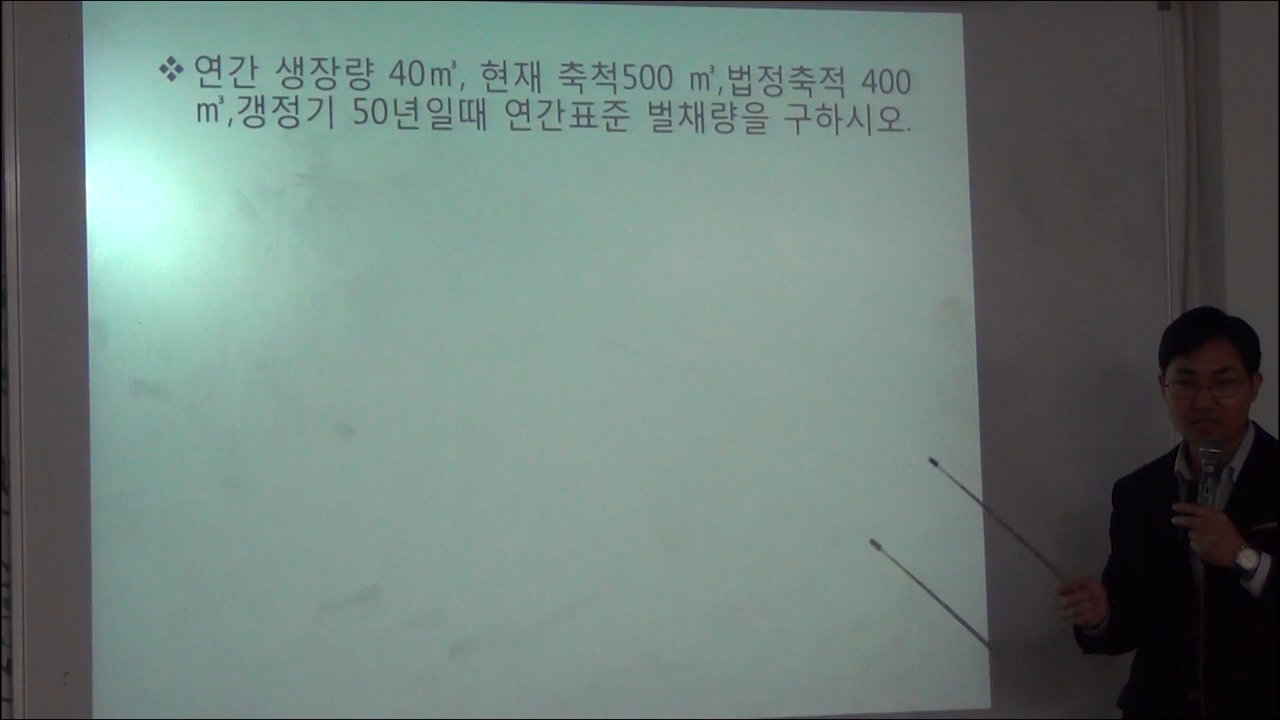 ❖ 연간 생장량 40㎥, 현재 축척500 ㎥,법정축적 400
㎥,갱정기 50년일때 연간표준 벌채량을 구하시오.